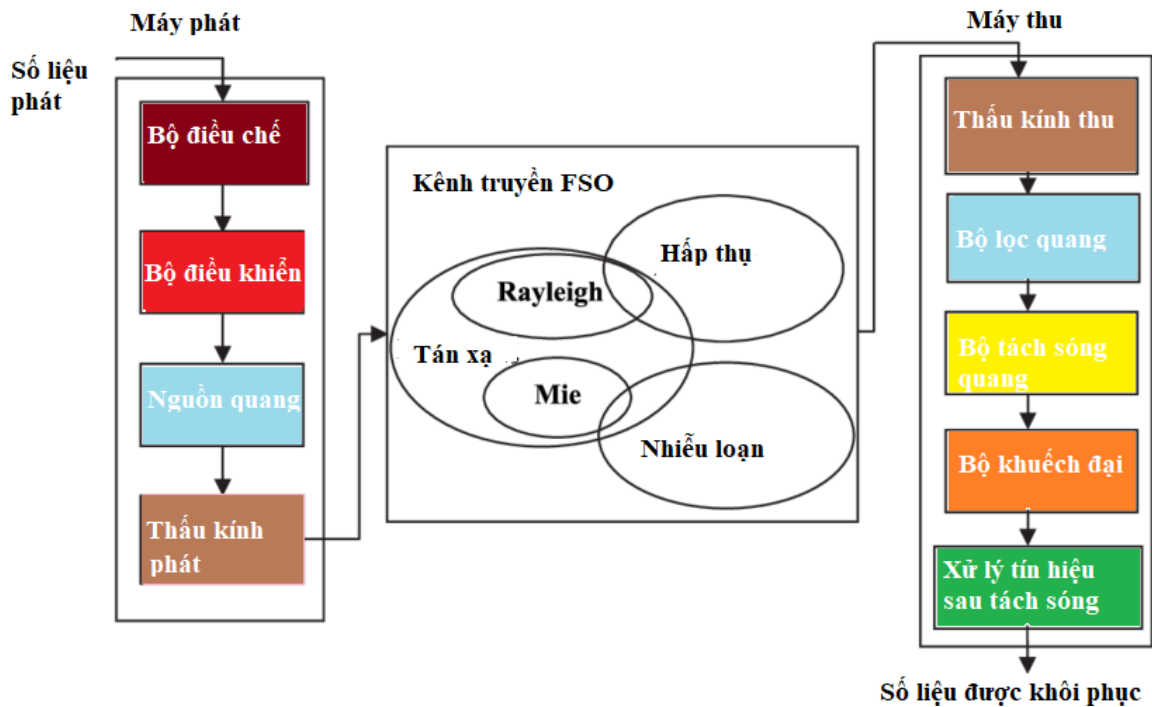 Máy phát
Số liệu
phát
Bộ điều chế
Bộ điều khiển
Nguồn quang
Thấu kính
phát
Kênh truyền FSO
Hấp thụ
Rayleigh
Tán xạ
Mie
Nhiễu loạn
Máy thu
Thấu kính thu
Bộ lọc quang
Bộ tách sóng
quang
Bộ khuếch đại
Xử lý tín hiệu
sau tách sóng
Số liệu được khôi phục